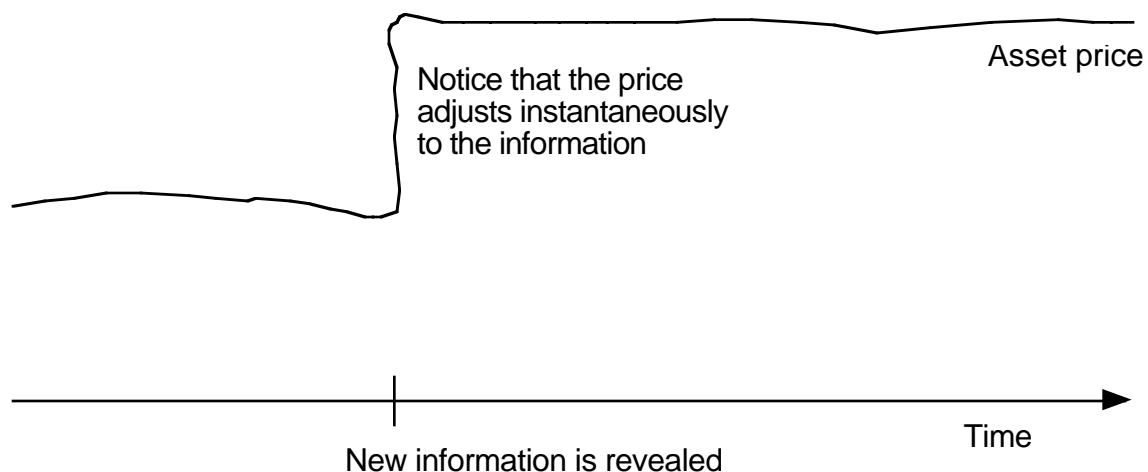 Asset price
Notice that the price
adjusts instantaneously
to the information
Time
New information is revealed